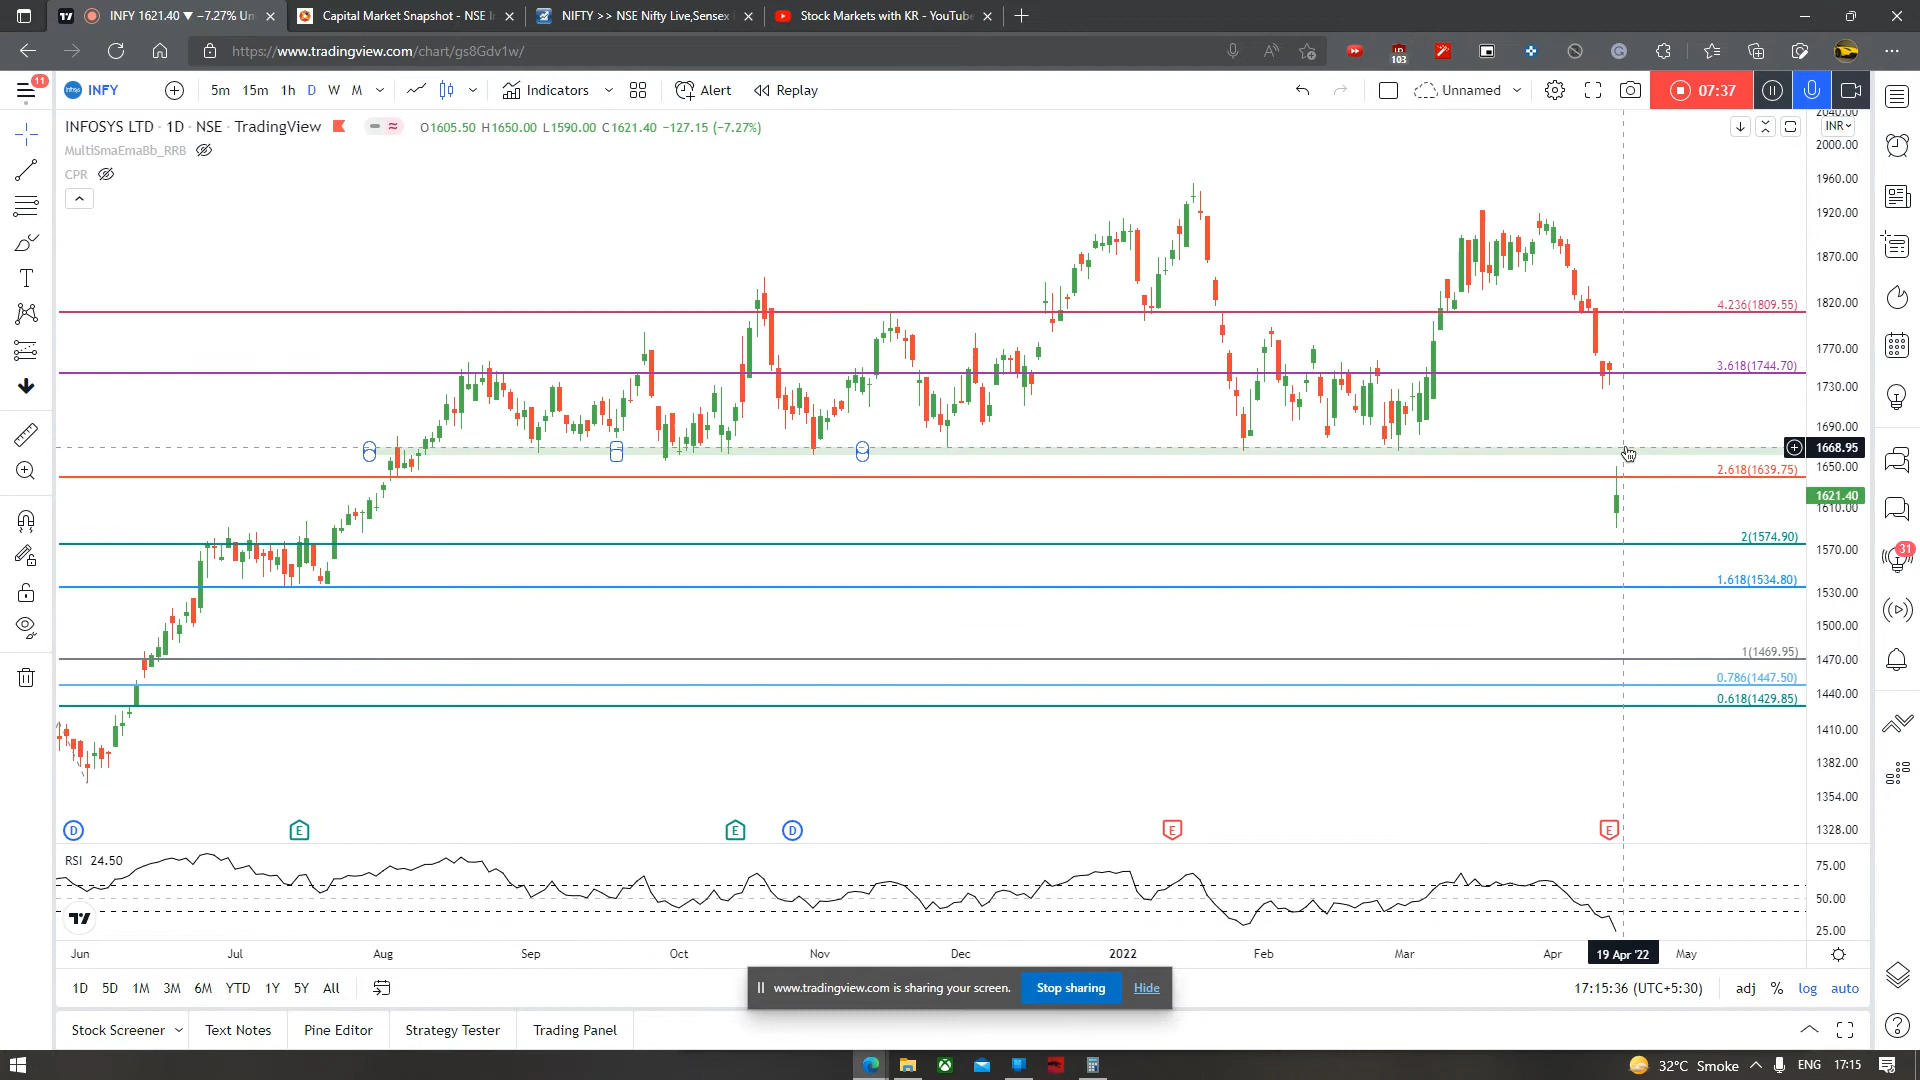 INFY 1621.40 ▼ −7.27% Un
Capital Market Snapshot - NSE I
NIFTY >> NSE Nifty Live,Sensex
Stock Markets with KR - YouTube
https://www.tradingview.com/chart/gs8Gdv1w/
103
11
INFY
5m 15m 1h D W M
Indicators
Alert
Replay
Unnamed
07:37
INFOSYS LTD · 1D · NSE · TradingView
O1605.50 H1650.00 L1590.00 C1621.40 −127.15 (−7.27%)
INR
MultiSmaEmaBb_RRB
CPR
2040.00
2000.00
1960.00
1920.00
1870.00
1820.00
1770.00
1730.00
1690.00
1668.95
1650.00
1621.40
1610.00
1570.00
1530.00
1500.00
1470.00
1440.00
1410.00
1382.00
1354.00
1328.00
4.236(1809.55)
3.618(1744.70)
2.618(1639.75)
2(1574.90)
1.618(1534.80)
1(1469.95)
0.786(1447.50)
0.618(1429.85)
D E E D E E
RSI 24.50
75.00
50.00
25.00
31
Jun Jul Aug Sep Oct Nov Dec 2022 Feb Mar Apr 19 Apr '22 May
1D 5D 1M 3M 6M YTD 1Y 5Y All
www.tradingview.com is sharing your screen.
Stop sharing
Hide
17:15:36 (UTC+5:30)
adj % log auto
Stock Screener
Text Notes
Pine Editor
Strategy Tester
Trading Panel
32°C Smoke
ENG
17:15